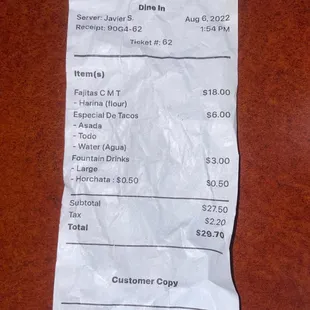 Dine In
Server: Javier S. Aug 6, 2022
Receipt: 90G4-62 1:54 PM
Ticket #: 62
Item(s)
Fajitas C M T $18.00
- Harina (flour)
Especial De Tacos $6.00
- Asada
- Todo
- Water (Agua)
Fountain Drinks $3.00
- Large
- Horchata : $0.50 $0.50
Subtotal $27.50
Tax $2.20
Total $29.70
Customer Copy